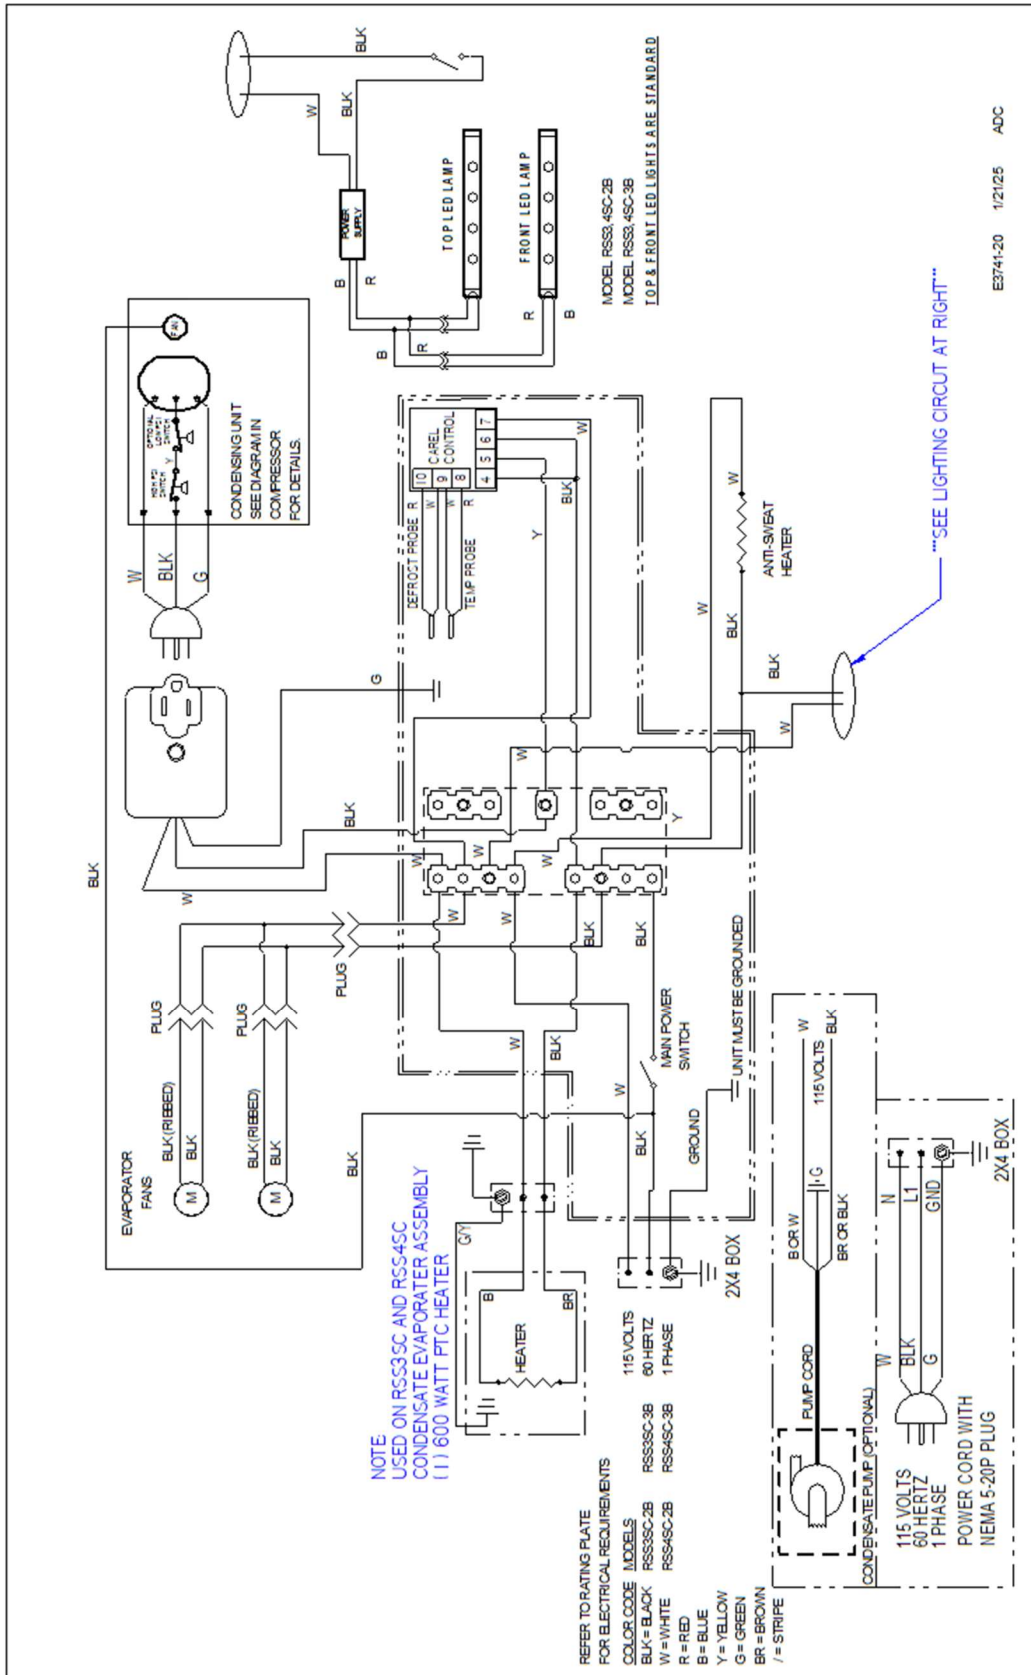 BLK
W
BLK
POWER
SUPPLY
B
R
TOP LED LAMP
B
R
FRONT LED LAMP
R
B
MODEL RSS3, 4SC-2B
MODEL RSS3, 4SC-3B
TOP & FRONT LED LIGHTS ARE STANDARD
E3741-20 1/21/25 ADC
FAN
OPTIONAL
LOW PSI
SWITCH
HIGH PSI
SWITCH
Y
CONDENSING UNIT
SEE DIAGRAM IN
COMPRESSOR
FOR DETAILS.
W
BLK
G
BLK
W
BLK
G
DEFROST PROBE
R
W
W
R
TEMP PROBE
10
9
8
CAREL
CONTROL
4
5
6
7
Y
BLK
W
W
W
BLK
W
ANTI-SWEAT
HEATER
BLK
W
***SEE LIGHTING CIRCUT AT RIGHT***
W
W
W
W
Y
EVAPORATOR
FANS
M
M
BLK (RIBBED)
BLK
BLK (RIBBED)
BLK
PLUG
PLUG
PLUG
W
BLK
BLK
W
BLK
W
BLK
BLK
MAIN POWER
SWITCH
GROUND
UNIT MUST BE GROUNDED
NOTE:
USED ON RSS3SC AND RSS4SC
CONDENSATE EVAPORATER ASSEMBLY
(1) 600 WATT PTC HEATER
G/Y
B
BR
HEATER
2X4 BOX
115 VOLTS
60 HERTZ
1 PHASE
REFER TO RATING PLATE
FOR ELECTRICAL REQUIREMENTS
COLOR CODE MODELS
BLK = BLACK RSS3SC-2B RSS3SC-3B
W = WHITE RSS4SC-2B RSS4SC-3B
R = RED
B = BLUE
Y = YELLOW
G = GREEN
BR = BROWN
/ = STRIPE
CONDENSATE PUMP (OPTIONAL)
PUMP CORD
B OR W
G
BR OR BLK
W
115 VOLTS
BLK
115 VOLTS
60 HERTZ
1 PHASE
POWER CORD WITH
NEMA 5-20P PLUG
W
BLK
G
N
L1
GND
2X4 BOX